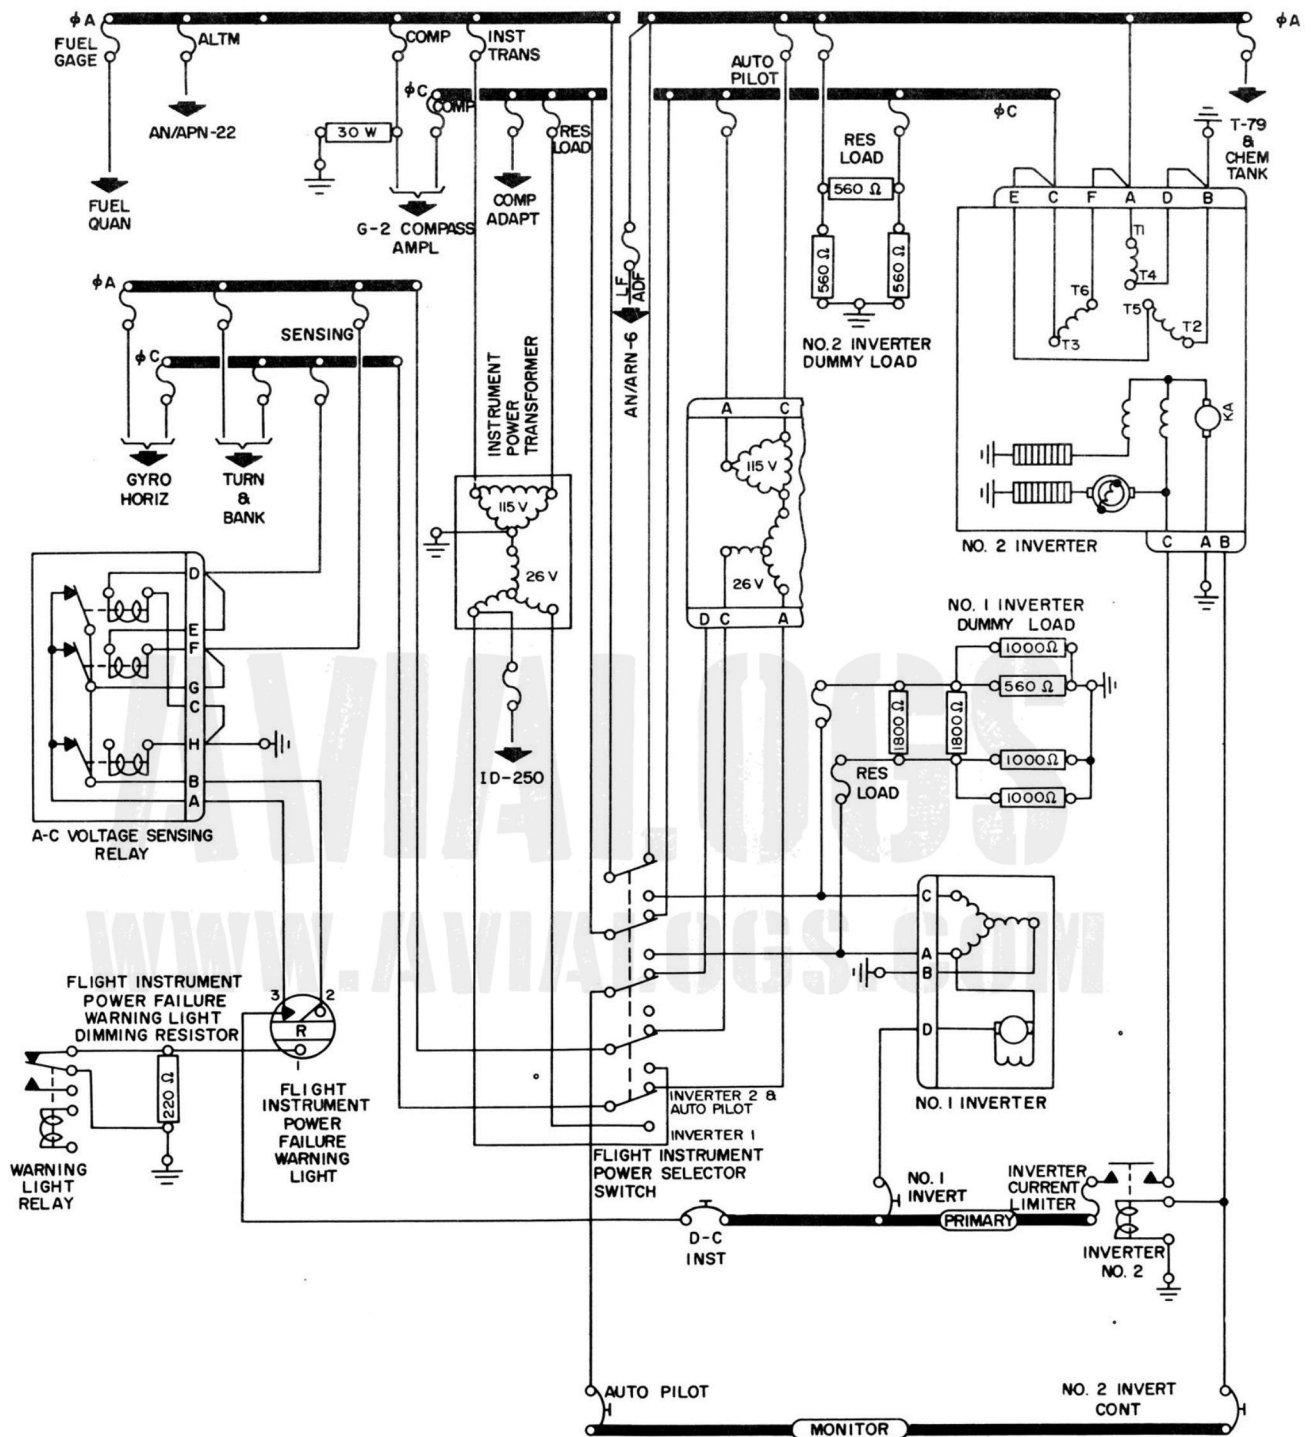 φA
φA
FUEL
GAGE
ALTM
COMP
INST
TRANS
AUTO
PILOT
φC
COMP
φC
30 W
RES
LOAD
AN/APN-22
T-79
&
CHEM
TANK
RES
LOAD
560 Ω
FUEL
QUAN
G-2 COMPASS
AMPL
COMP
ADAPT
E C F A D B
560 Ω
560 Ω
T1
T4
T6
T5
T2
T3
φA
SENSING
LF
ADF
AN/ARN-6
φC
NO. 2 INVERTER
DUMMY LOAD
INSTRUMENT
POWER
TRANSFORMER
A C
KA
GYRO
HORIZ
TURN
&
BANK
115 V
115 V
26 V
26 V
D C A
C A B
NO. 2 INVERTER
D
E
F
G
C
H
B
A
A-C VOLTAGE SENSING
RELAY
ID-250
NO. 1 INVERTER
DUMMY LOAD
1000Ω
560 Ω
1800Ω
1800Ω
1000Ω
1000Ω
RES
LOAD
AVIALOGS
WWW.AVIALOGS.COM
C
A
B
D
NO. 1 INVERTER
FLIGHT INSTRUMENT
POWER FAILURE
WARNING LIGHT
DIMMING RESISTOR
3
2
R
1
220 Ω
WARNING
LIGHT
RELAY
FLIGHT
INSTRUMENT
POWER
FAILURE
WARNING
LIGHT
INVERTER 2 &
AUTO PILOT
INVERTER 1
FLIGHT INSTRUMENT
POWER SELECTOR
SWITCH
NO. 1
INVERT
INVERTER
CURRENT
LIMITER
PRIMARY
D-C
INST
INVERTER
NO. 2
AUTO PILOT
NO. 2 INVERT
CONT
MONITOR